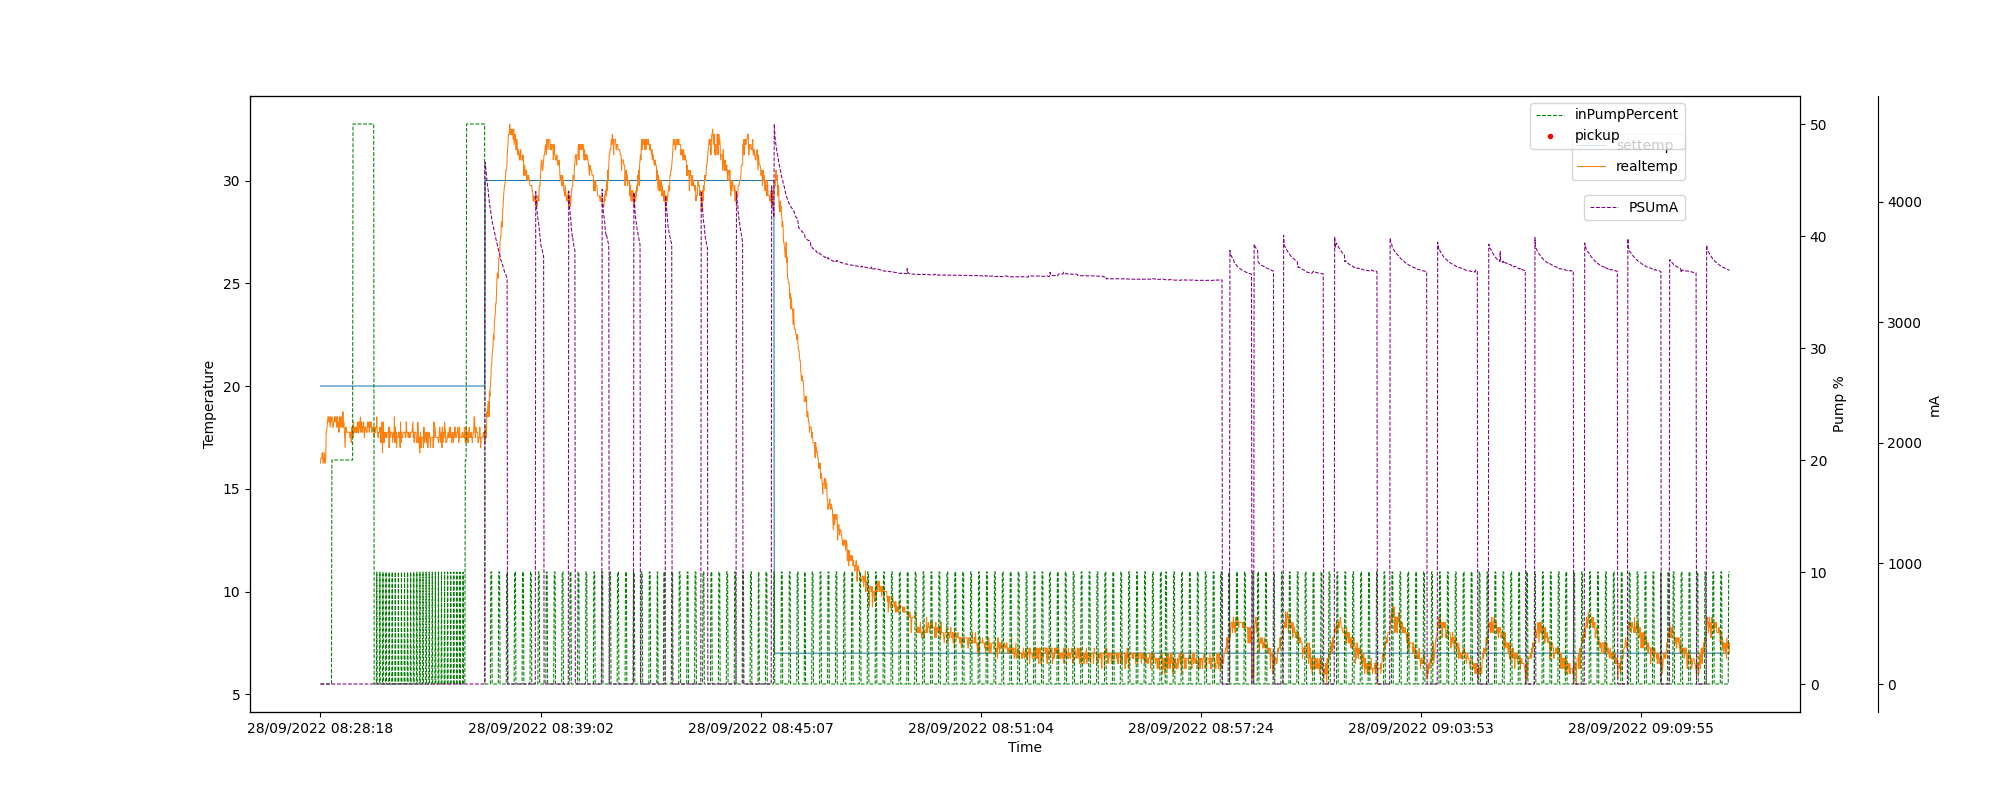 inPumpPercent
pickup
settemp
realtemp
PSUmA
Temperature
30
25
20
15
10
5
50
40
30
20
10
0
Pump %
4000
3000
2000
1000
0
mA
28/09/2022 08:28:18
28/09/2022 08:39:02
28/09/2022 08:45:07
28/09/2022 08:51:04
28/09/2022 08:57:24
28/09/2022 09:03:53
28/09/2022 09:09:55
Time